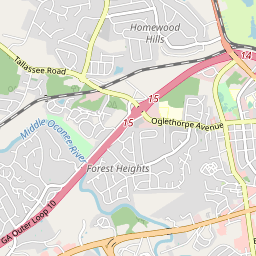 Homewood
Hills
14
Tallassee Road
15
15
Oglethorpe Avenue
Middle Oconee River
Forest Heights
GA Outer Loop 10